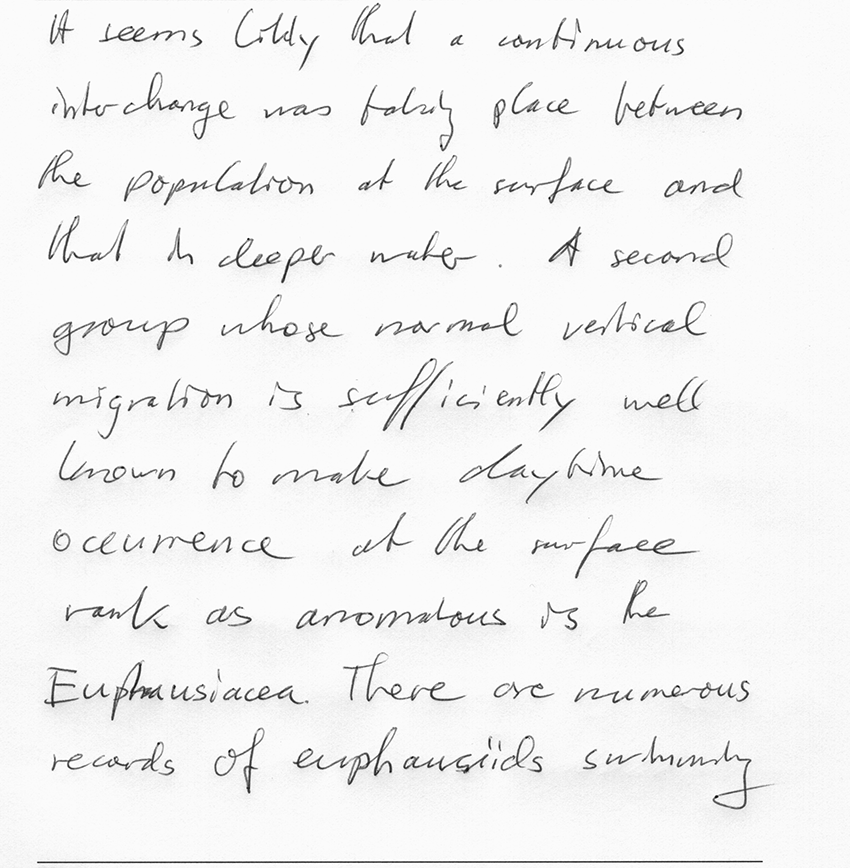 It seems likely that a continuous
interchange was taking place between
the population at the surface and
that in deeper water. A second
group whose normal vertical
migration is sufficiently well
known to make daytime
occurrence at the surface
rank as anomalous is the
Euphausiacea. There are numerous
records of euphausiids swimming